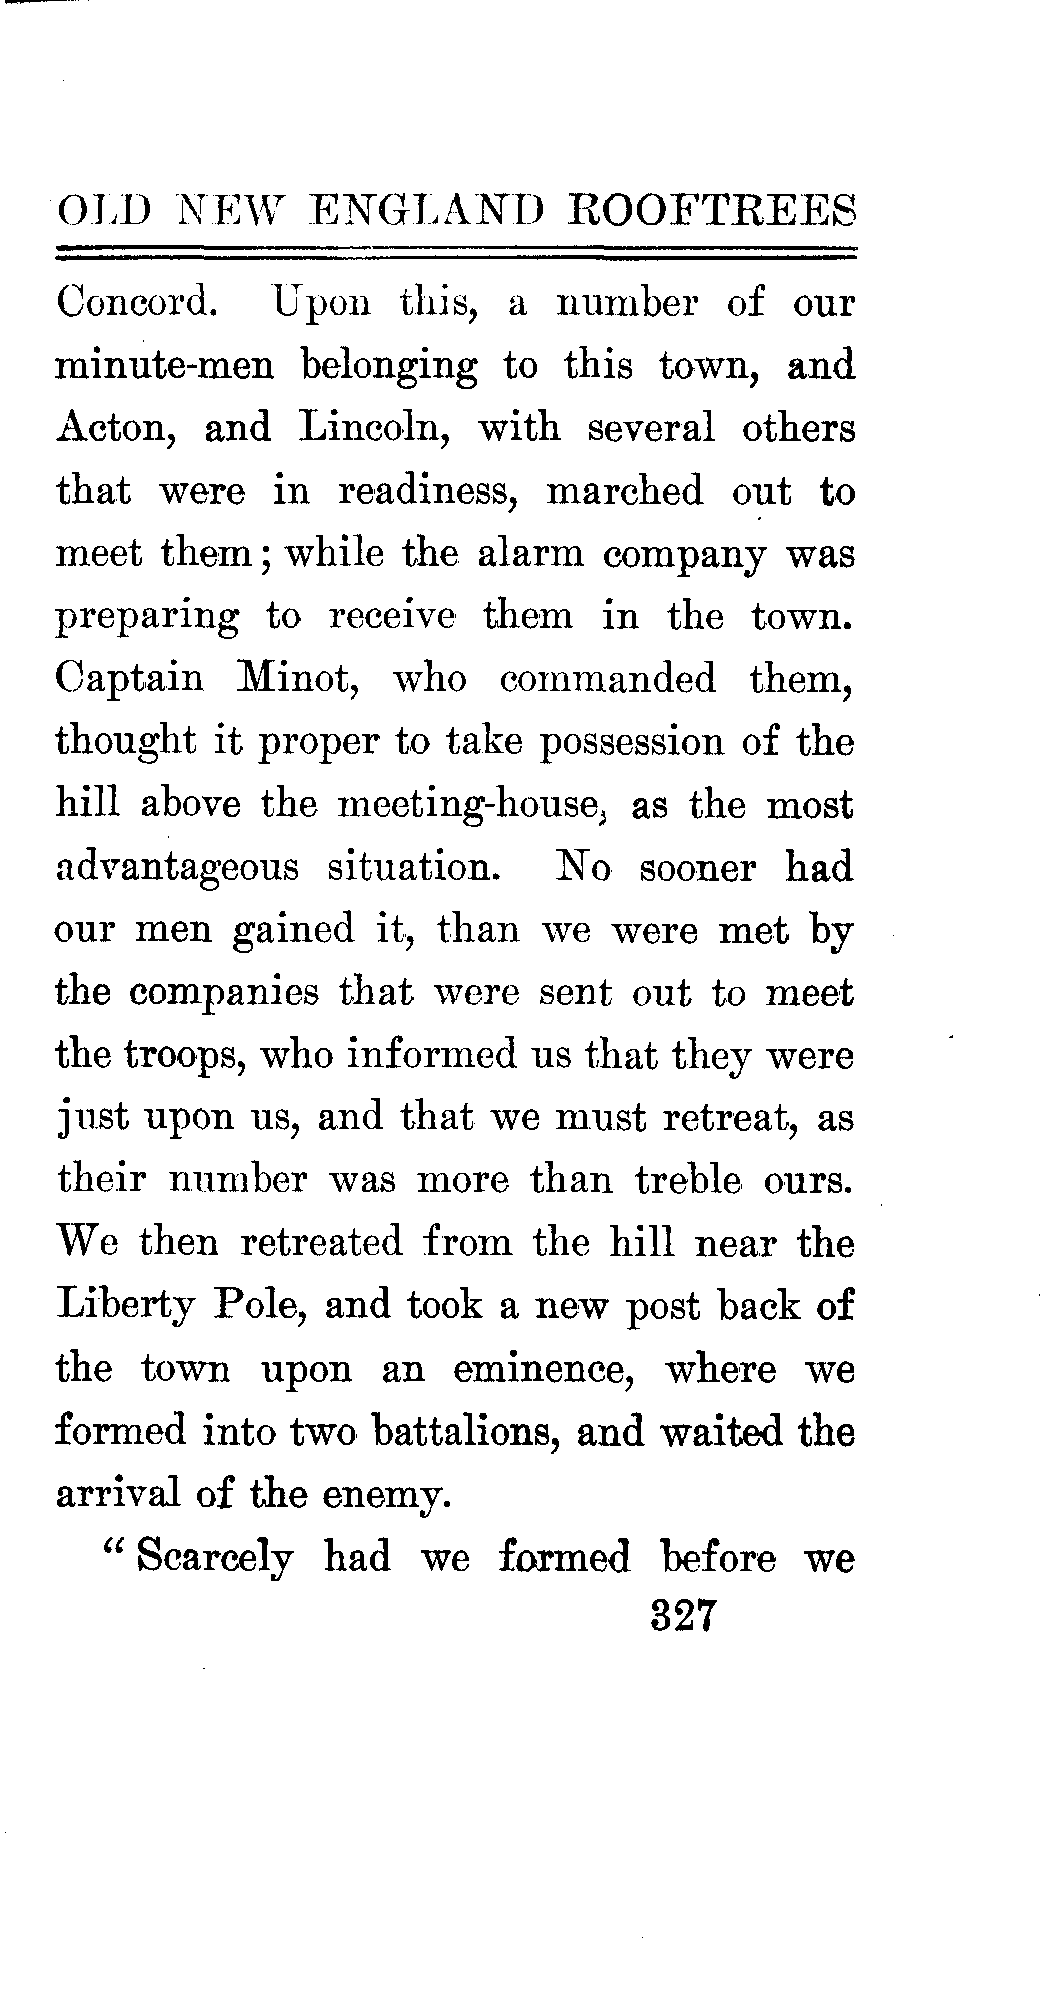 OLD NEW ENGLAND ROOFTREES
Concord. Upon this, a number of our
minute-men belonging to this town, and
Acton, and Lincoln, with several others
that were in readiness, marched out to
meet them; while the alarm company was
preparing to receive them in the town.
Captain Minot, who commanded them,
thought it proper to take possession of the
hill above the meeting-house, as the most
advantageous situation. No sooner had
our men gained it, than we were met by
the companies that were sent out to meet
the troops, who informed us that they were
just upon us, and that we must retreat, as
their number was more than treble ours.
We then retreated from the hill near the
Liberty Pole, and took a new post back of
the town upon an eminence, where we
formed into two battalions, and waited the
arrival of the enemy.
“ Scarcely had we formed before we
327